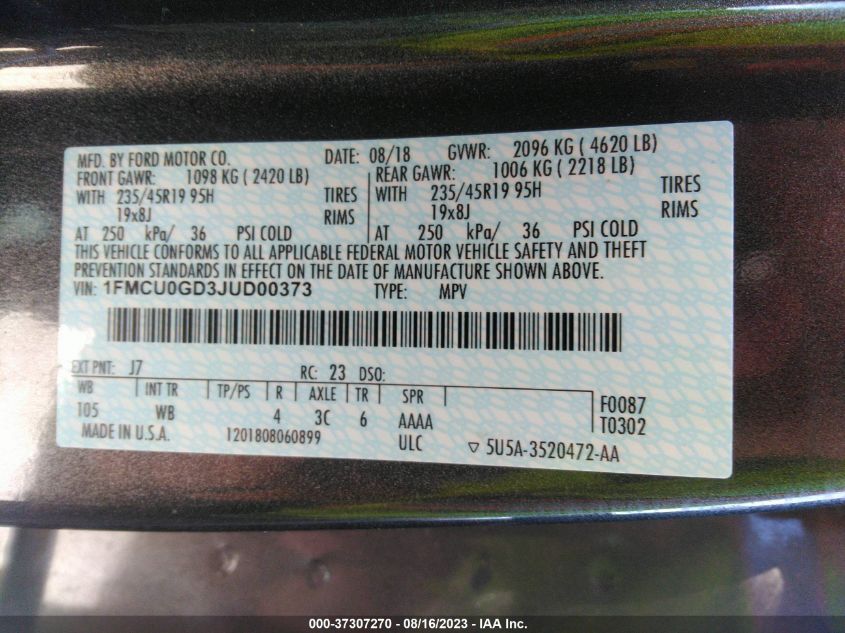 MFD. BY FORD MOTOR CO. DATE: 08/18 GVWR: 2096 KG ( 4620 LB)
FRONT GAWR: 1098 KG ( 2420 LB) REAR GAWR: 1006 KG ( 2218 LB)
WITH 235/45R19 95H TIRES WITH 235/45R19 95H TIRES
19x8J RIMS 19x8J RIMS
AT 250 kPa/ 36 PSI COLD AT 250 kPa/ 36 PSI COLD
THIS VEHICLE CONFORMS TO ALL APPLICABLE FEDERAL MOTOR VEHICLE SAFETY AND THEFT
PREVENTION STANDARDS IN EFFECT ON THE DATE OF MANUFACTURE SHOWN ABOVE.
VIN: 1FMCU0GD3JUD00373 TYPE: MPV
EXT PNT: J7 RC: 23 DSO:
WB INT TR TP/PS R AXLE TR SPR F0087
105 WB 4 3C 6 AAAA T0302
MADE IN U.S.A. 1201808060899 ULC ▽ 5U5A-3520472-AA
000-37307270 - 08/16/2023 - IAA Inc.